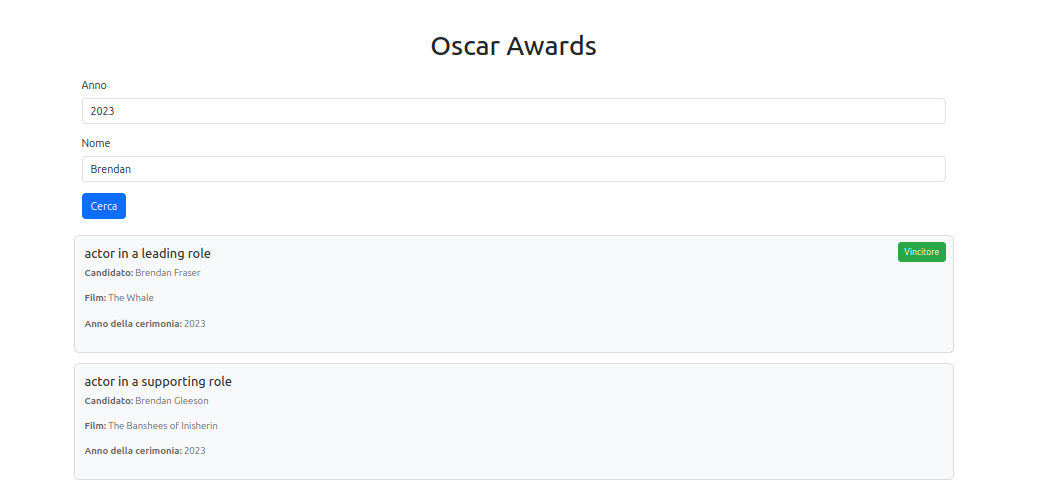 Oscar Awards
Anno
2023
Nome
Brendan
Cerca
actor in a leading role
Vincitore
Candidato: Brendan Fraser
Film: The Whale
Anno della cerimonia: 2023
actor in a supporting role
Candidato: Brendan Gleeson
Film: The Banshees of Inisherin
Anno della cerimonia: 2023